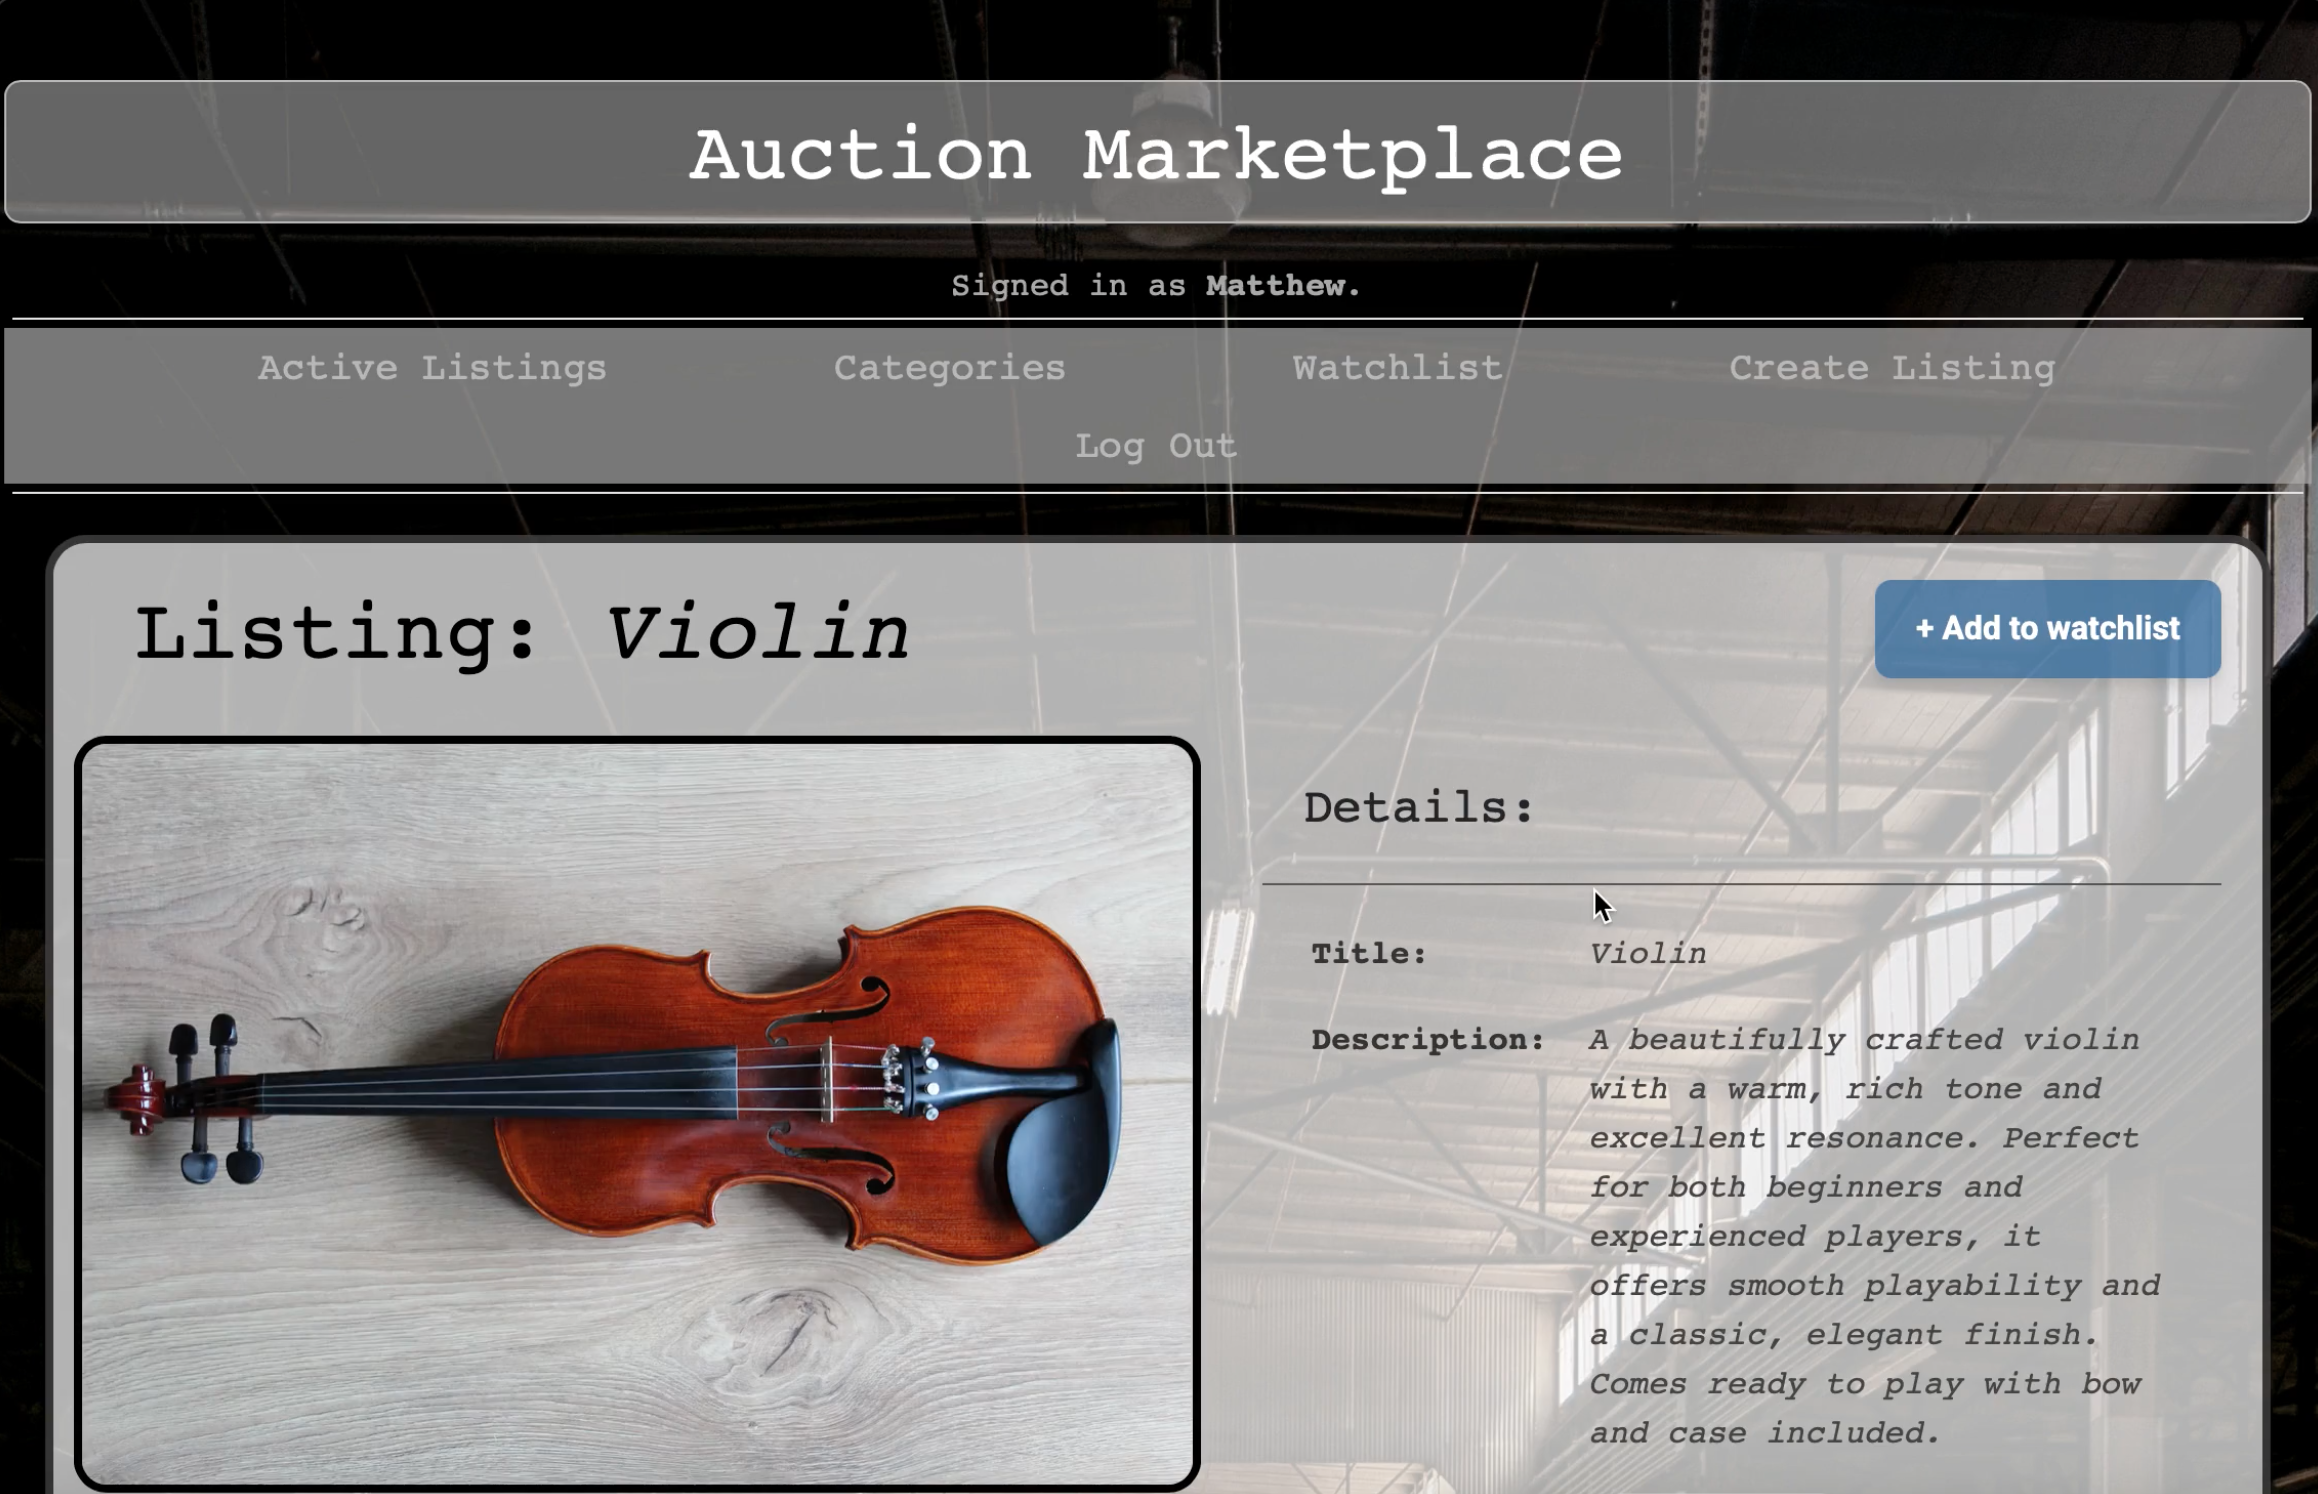 Auction Marketplace
Signed in as Matthew.
Active Listings Categories Watchlist Create Listing
Log Out
Listing: Violin
+ Add to watchlist
Details:
Title: Violin
Description: A beautifully crafted violin
with a warm, rich tone and
excellent resonance. Perfect
for both beginners and
experienced players, it
offers smooth playability and
a classic, elegant finish.
Comes ready to play with bow
and case included.